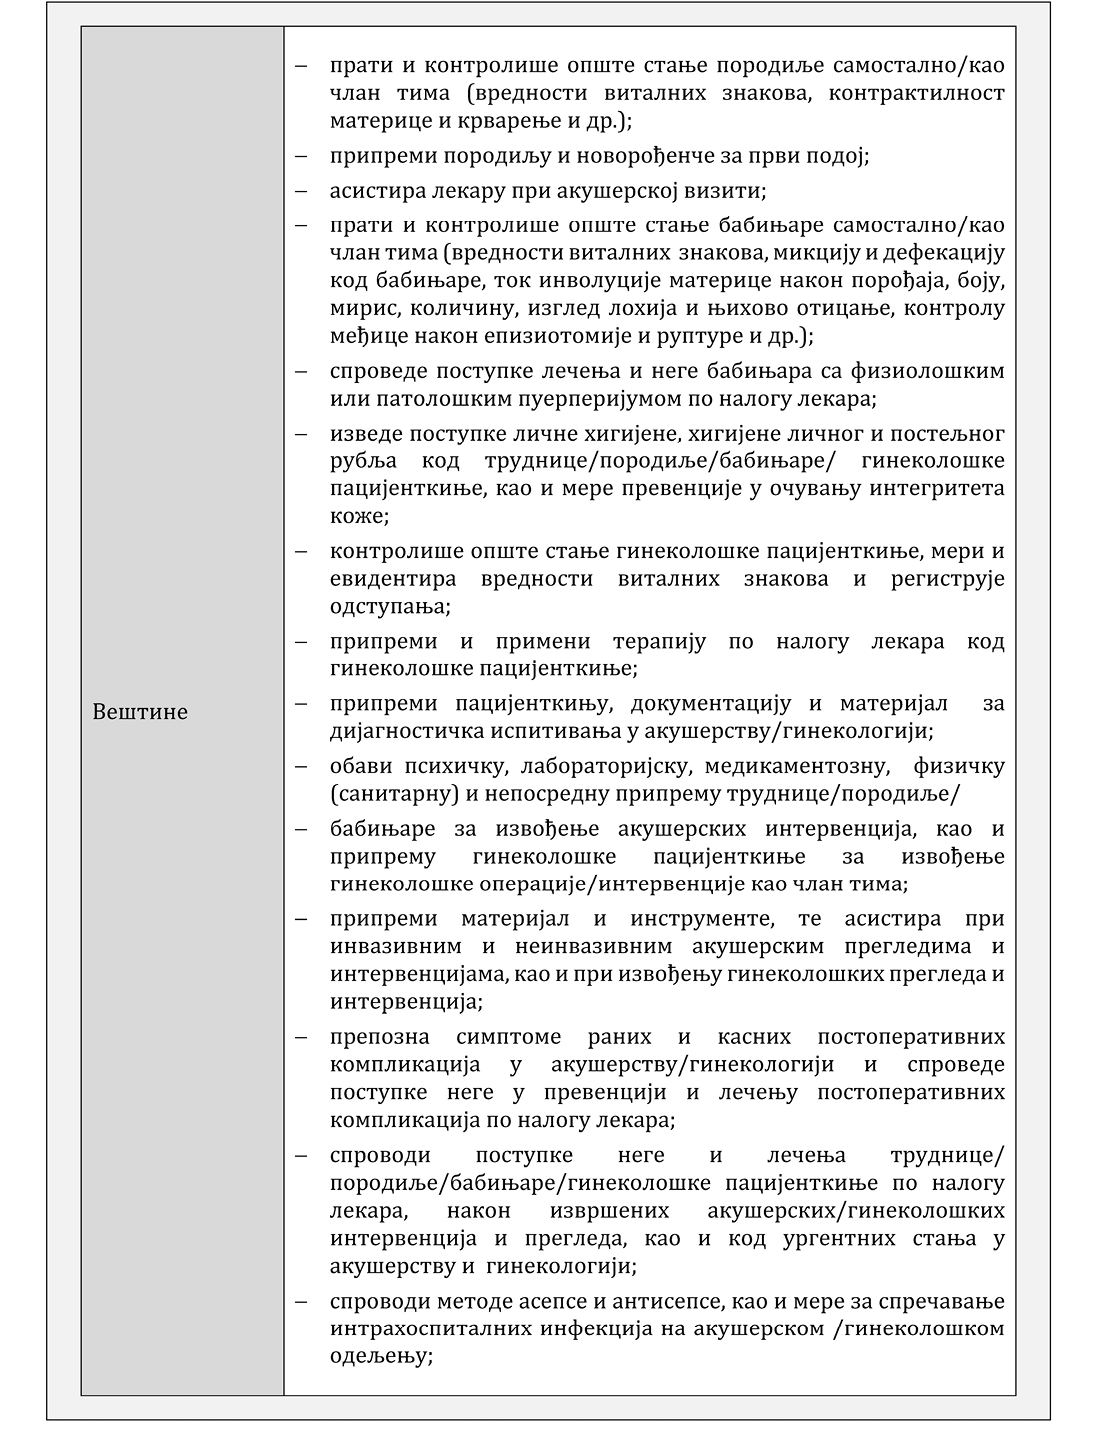 – прати и контролише опште стање породиље самостално/као
члан тима (вредности виталних знакова, контрактилност
материце и крварење и др.);
– припреми породиљу и новорођенче за први подој;
– асистира лекару при акушерској визити;
– прати и контролише опште стање бабињаре самостално/као
члан тима (вредности виталних знакова, микцију и дефекацију
код бабињаре, ток инволуције материце након порођаја, боју,
мирис, количину, изглед лохија и њихово отицање, контролу
међице након епизиотомије и руптуре и др.);
– спроведе поступке лечења и неге бабињара са физиолошким
или патолошким пуерперијумом по налогу лекара;
– изведе поступке личне хигијене, хигијене личног и постељног
рубља код труднице/породиље/бабињаре/ гинеколошке
пацијенткиње, као и мере превенције у очувању интегритета
коже;
– контролише опште стање гинеколошке пацијенткиње, мери и
евидентира вредности виталних знакова и региструје
одступања;
– припреми и примени терапију по налогу лекара код
гинеколошке пацијенткиње;
Вештине
– припреми пацијенткињу, документацију и материјал за
дијагностичка испитивања у акушерству/гинекологији;
– обави психичку, лабораторијску, медикаментозну, физичку
(санитарну) и непосредну припрему труднице/породиље/
– бабињаре за извођење акушерских интервенција, као и
припрему гинеколошке пацијенткиње за извођење
гинеколошке операције/интервенције као члан тима;
– припреми материјал и инструменте, те асистира при
инвазивним и неинвазивним акушерским прегледима и
интервенцијама, као и при извођењу гинеколошких прегледа и
интервенција;
– препозна симптоме раних и касних постоперативних
компликација у акушерству/гинекологији и спроведе
поступке неге у превенцији и лечењу постоперативних
компликација по налогу лекара;
– спроводи поступке неге и лечења труднице/
породиље/бабињаре/гинеколошке пацијенткиње по налогу
лекара, након извршених акушерских/гинеколошких
интервенција и прегледа, као и код ургентних стања у
акушерству и гинекологији;
– спроводи методе асепсе и антисепсе, као и мере за спречавање
интрахоспиталних инфекција на акушерском /гинеколошком
одељењу;